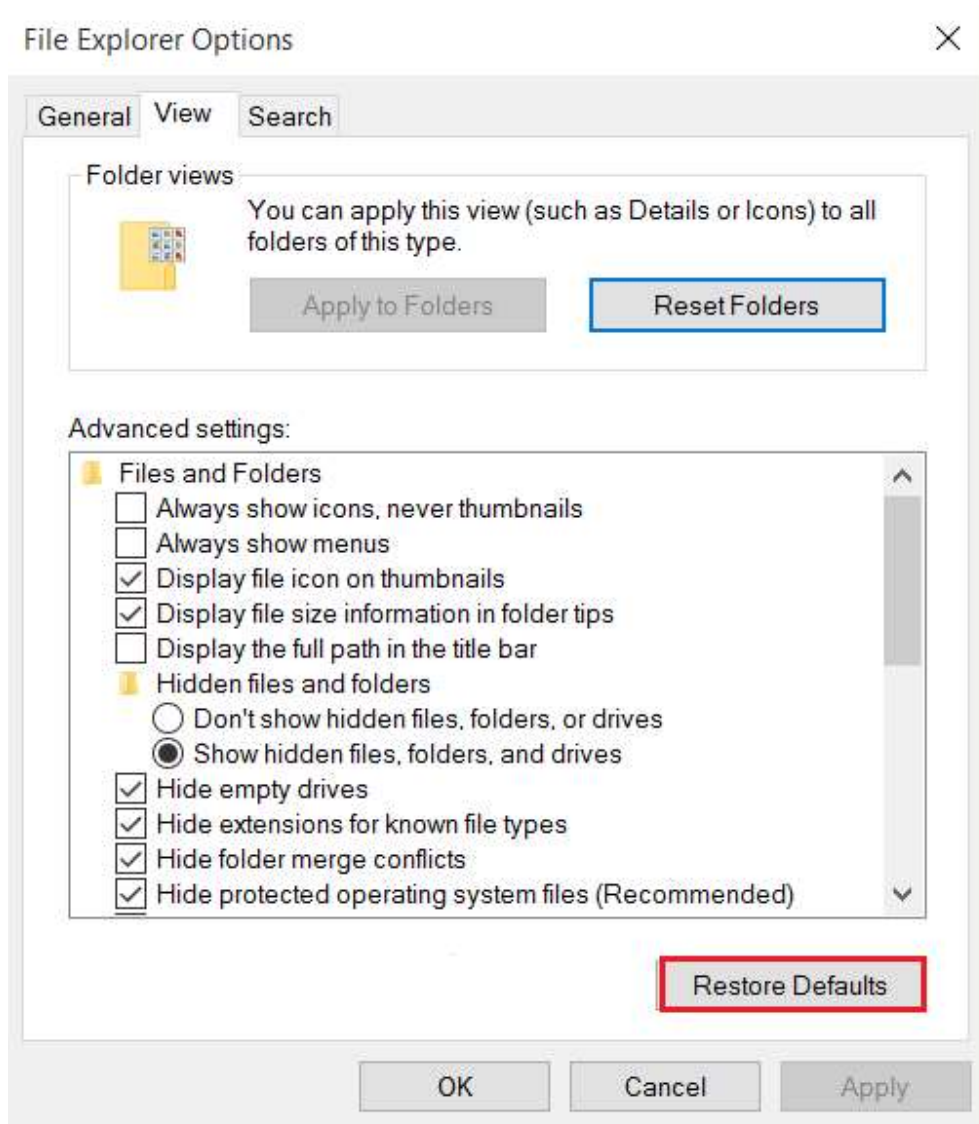 File Explorer Options
General View Search
Folder views
You can apply this view (such as Details or Icons) to all
folders of this type.
Apply to Folders Reset Folders
Advanced settings:
Files and Folders
Always show icons, never thumbnails
Always show menus
Display file icon on thumbnails
Display file size information in folder tips
Display the full path in the title bar
Hidden files and folders
Don't show hidden files, folders, or drives
Show hidden files, folders, and drives
Hide empty drives
Hide extensions for known file types
Hide folder merge conflicts
Hide protected operating system files (Recommended)
Restore Defaults
OK Cancel Apply